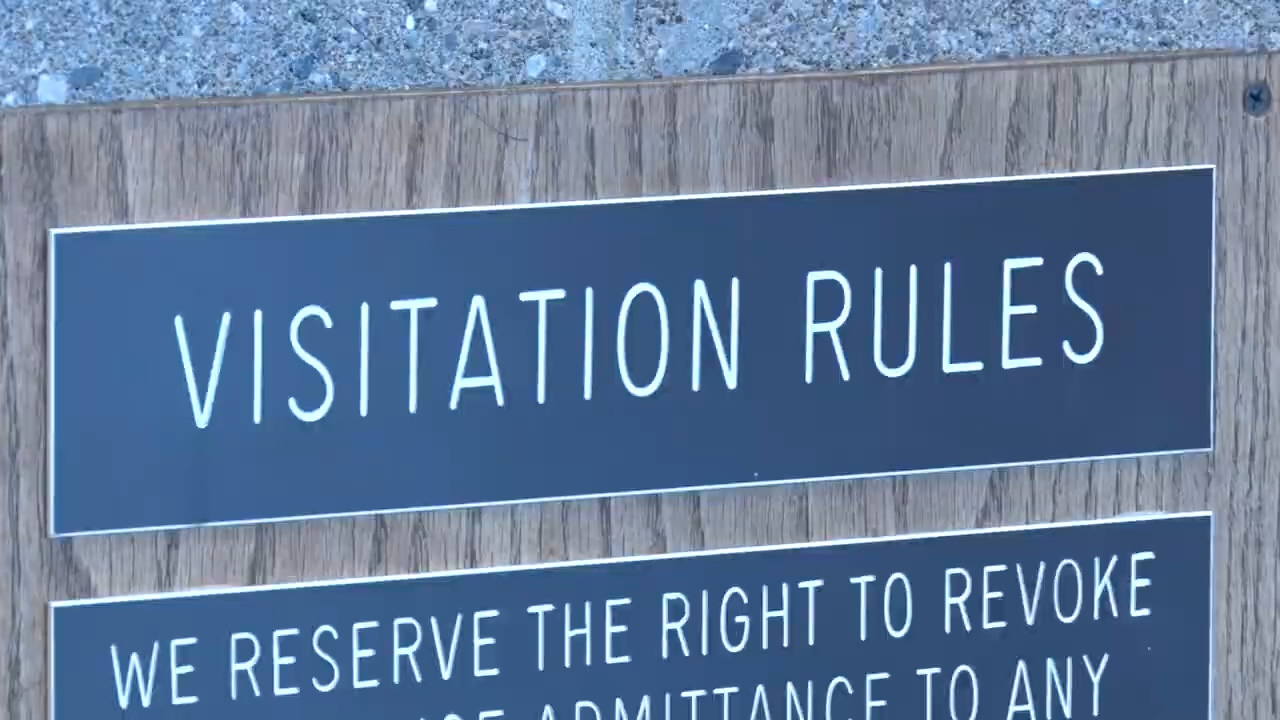 VISITATION RULES
WE RESERVE THE RIGHT TO REVOKE
ADMITTANCE TO ANY